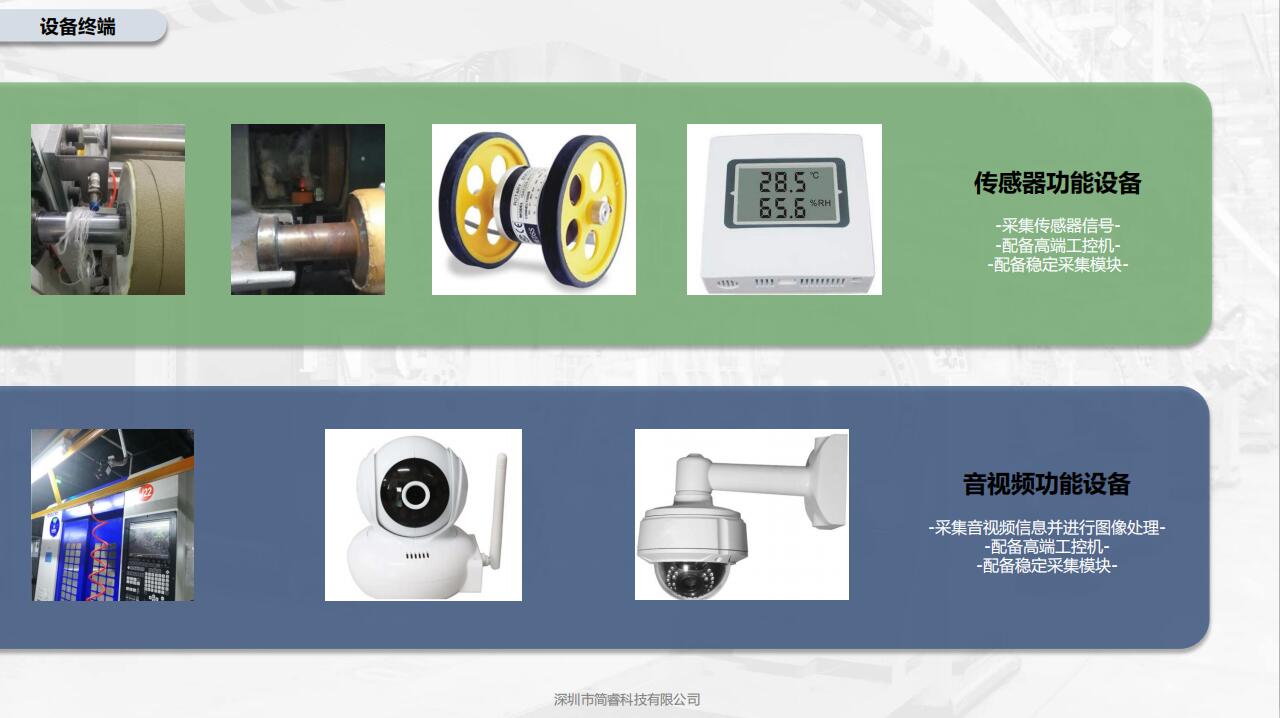 设备终端
28.5 ℃
65.6 %RH
传感器功能设备
-采集传感器信号-
-配备高端工控机-
-配备稳定采集模块-
22
音视频功能设备
-采集音视频信息并进行图像处理-
-配备高端工控机-
-配备稳定采集模块-
深圳市简睿科技有限公司